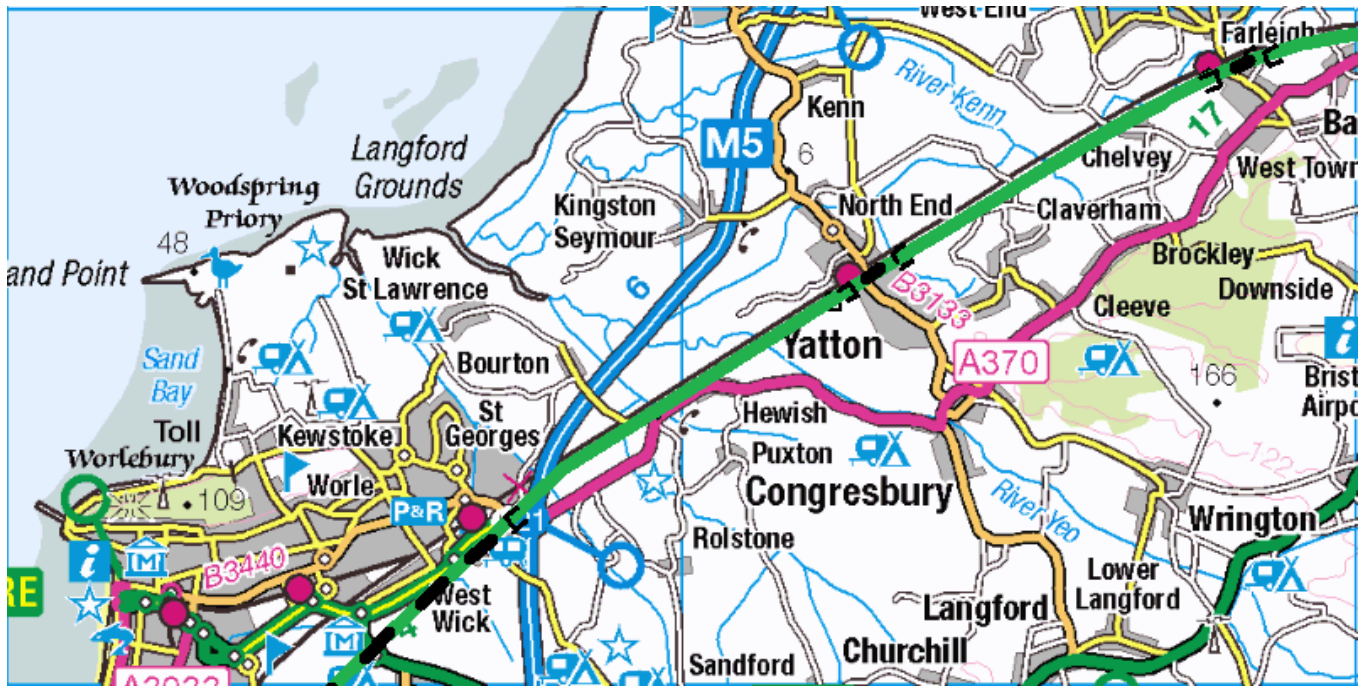 West End
Farleigh
River Kenn
Kenn
M5
6
17
Ba
Langford
Grounds
Chelvey
West Town
Woodspring
Priory
Kingston
Seymour
North End
Claverham
48
Wick
St Lawrence
Brockley
and Point
6
B3133
Downside
Cleeve
Sand
Bay
Bourton
Yatton
A370
166
Brist
Airpo
St
Georges
Hewish
Toll
Kewstoke
Puxton
122
Worlebury
Worle
109
Congresbury
River Yeo
P&R
21
Wrington
Rolstone
B3440
RE
West
Wick
Lower
Langford
Langford
Churchill
Sandford
A3033